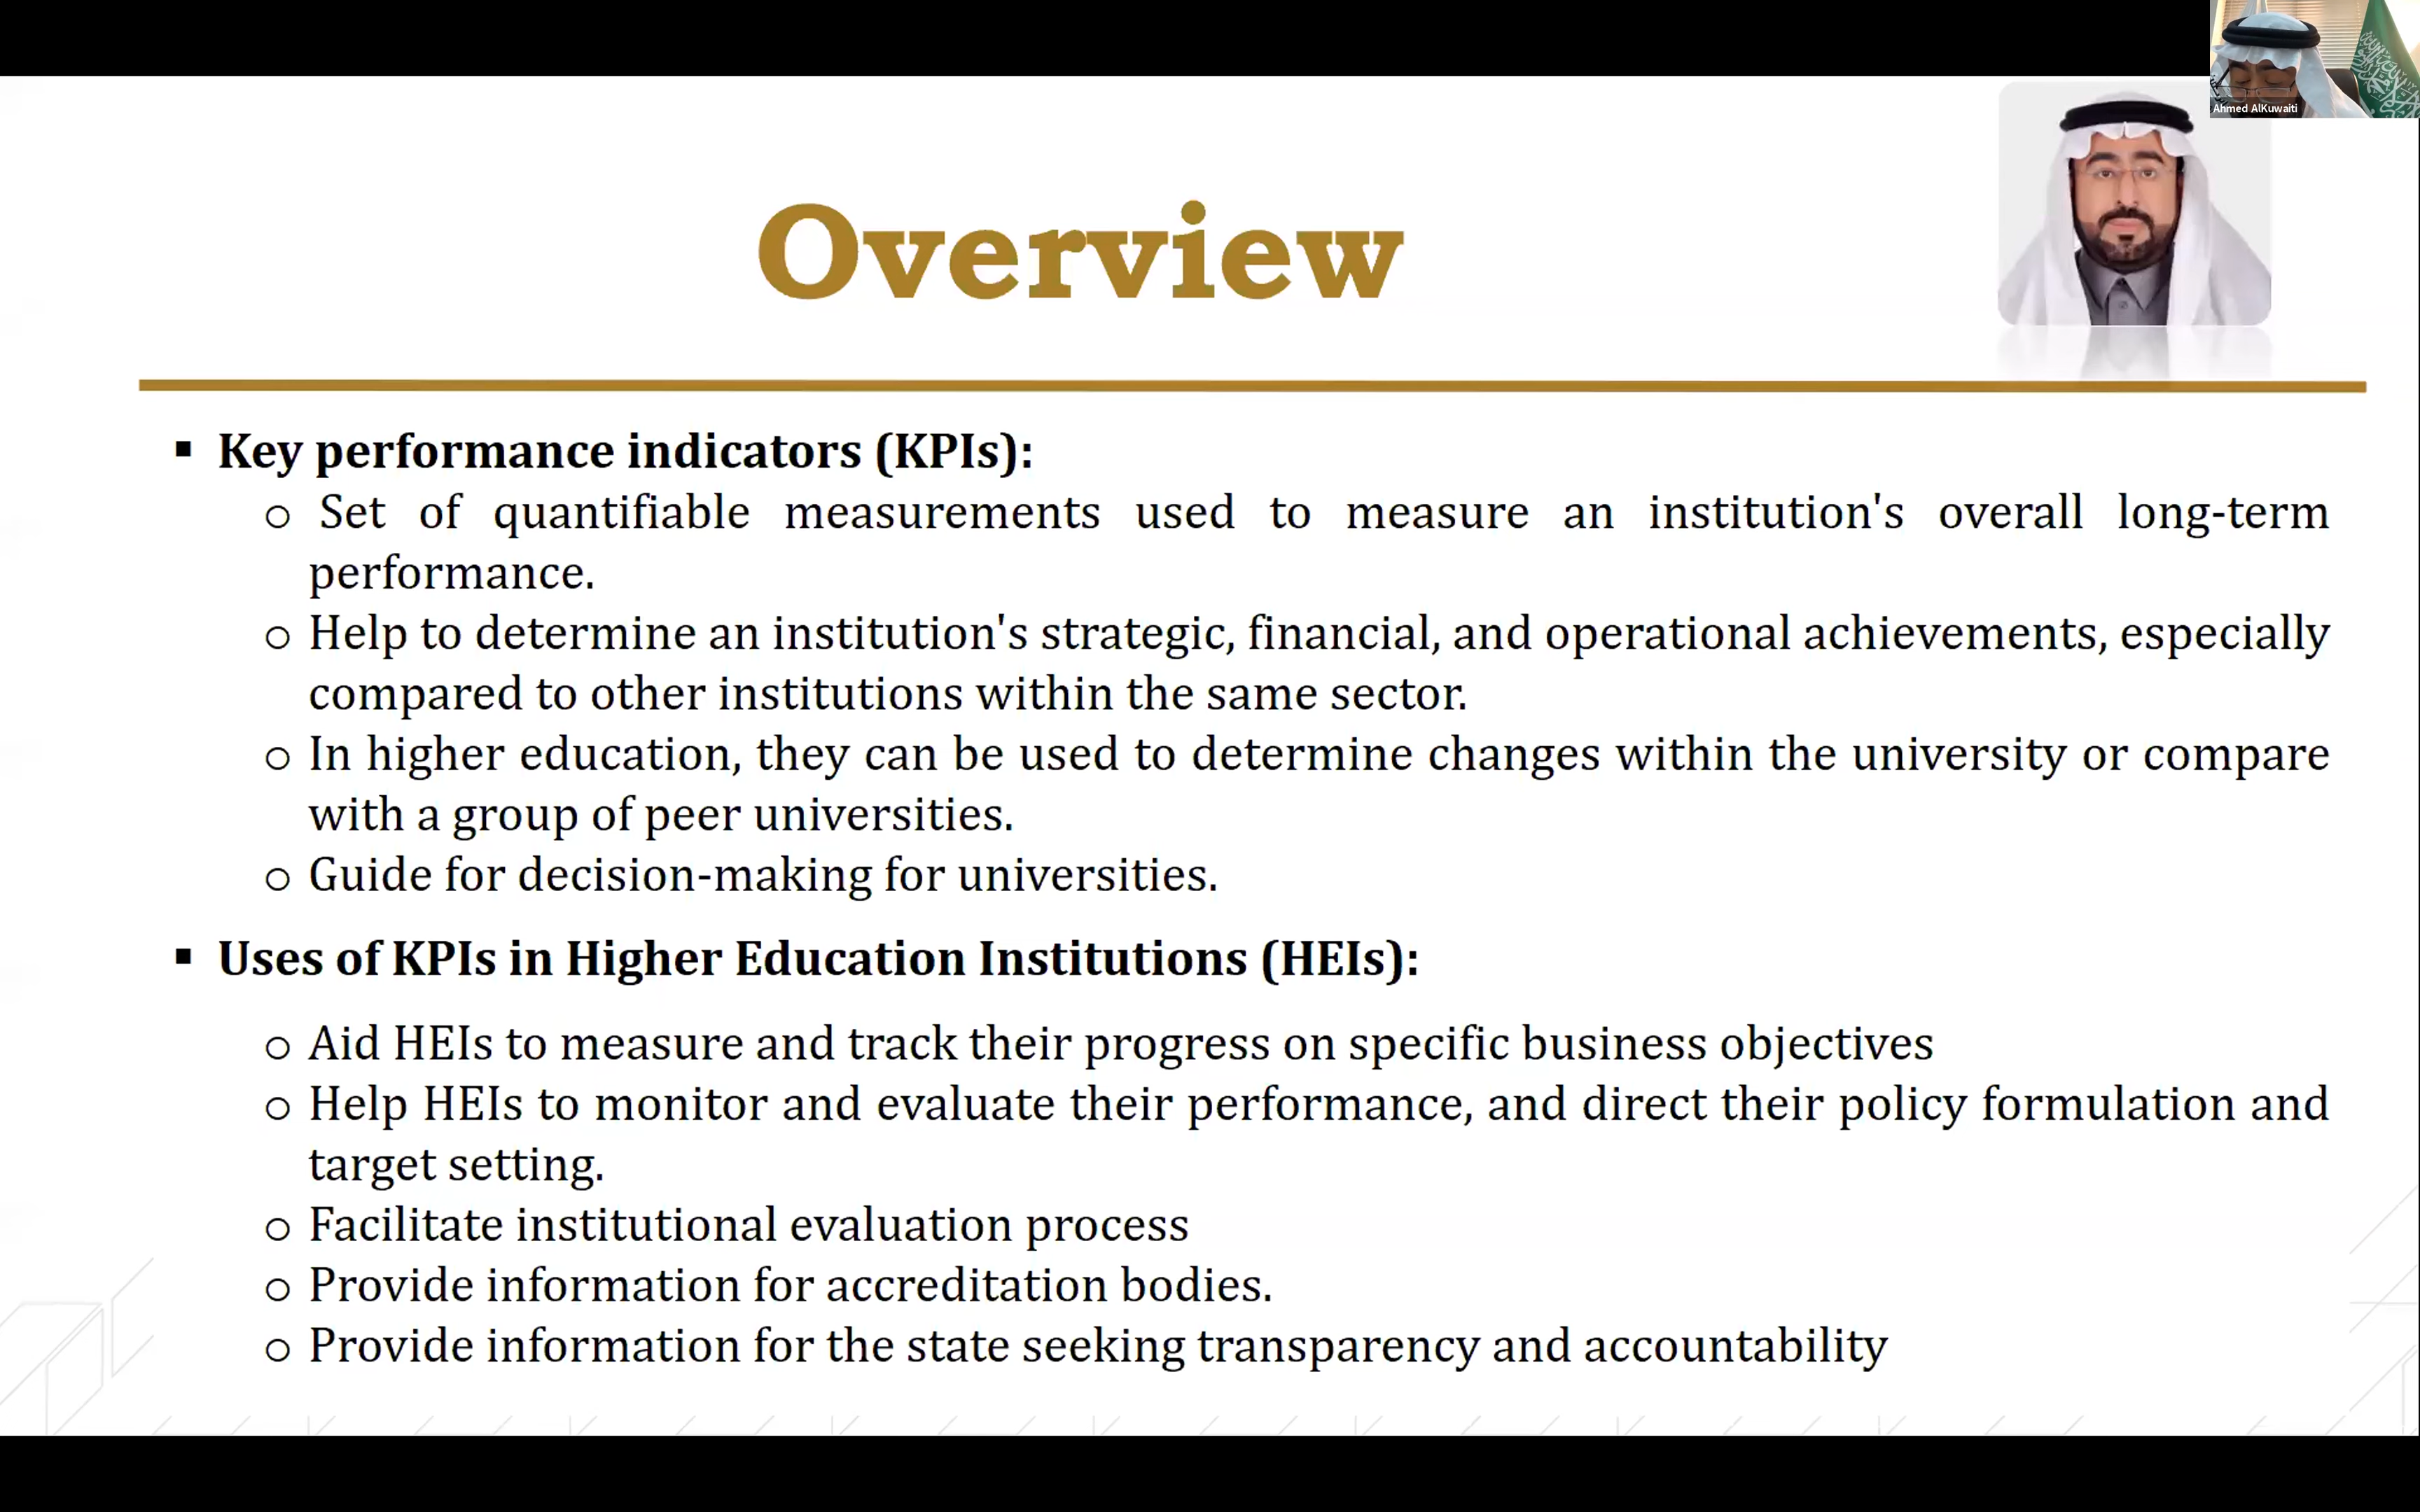 Ahmed AlKuwaiti
Overview
▪ Key performance indicators (KPIs):
o Set of quantifiable measurements used to measure an institution's overall long-term
performance.
o Help to determine an institution's strategic, financial, and operational achievements, especially
compared to other institutions within the same sector.
o In higher education, they can be used to determine changes within the university or compare
with a group of peer universities.
o Guide for decision-making for universities.
▪ Uses of KPIs in Higher Education Institutions (HEIs):
o Aid HEIs to measure and track their progress on specific business objectives
o Help HEIs to monitor and evaluate their performance, and direct their policy formulation and
target setting.
o Facilitate institutional evaluation process
o Provide information for accreditation bodies.
o Provide information for the state seeking transparency and accountability